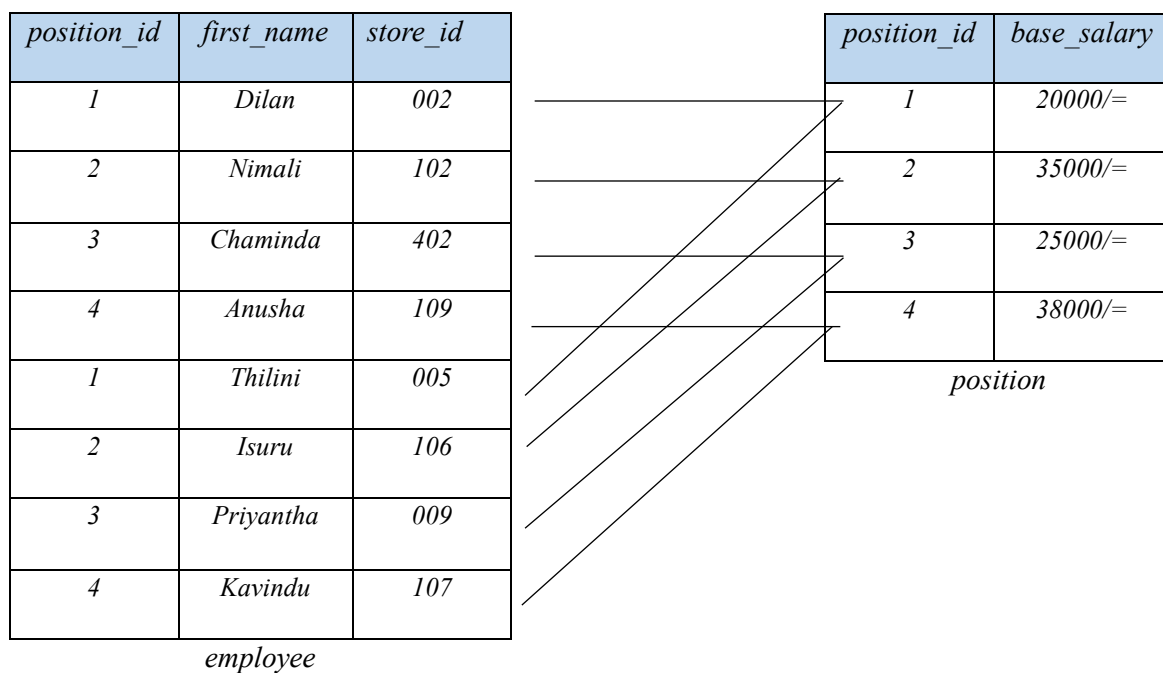 position_id first_name store_id
1 Dilan 002
2 Nimali 102
3 Chaminda 402
4 Anusha 109
1 Thilini 005
2 Isuru 106
3 Priyantha 009
4 Kavindu 107
employee
position_id base_salary
1 20000/=
2 35000/=
3 25000/=
4 38000/=
position